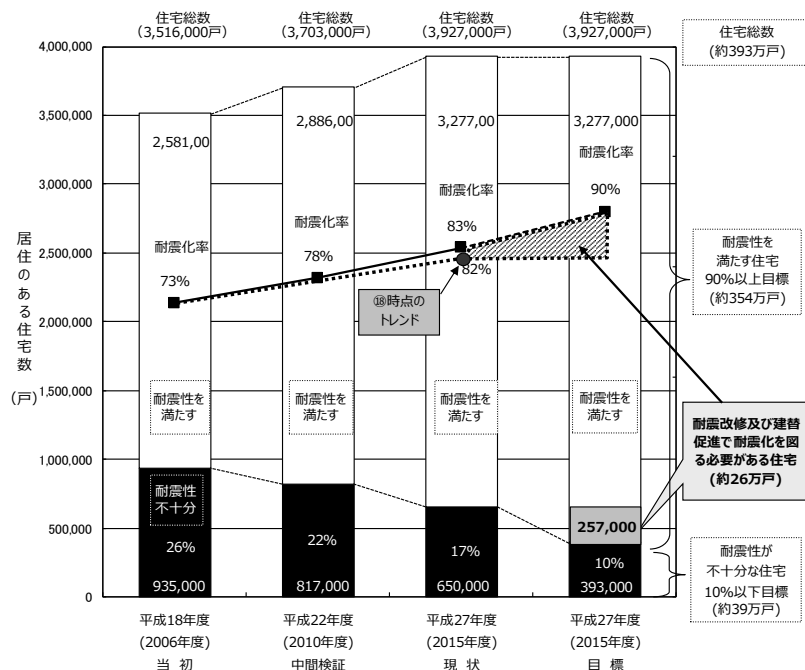 住宅総数
(3,516,000戸)
住宅総数
(3,703,000戸)
住宅総数
(3,927,000戸)
住宅総数
(3,927,000戸)
住宅総数
(約393万戸)
4,000,000
3,500,000
3,000,000
2,500,000
2,000,000
1,500,000
1,000,000
500,000
0
居住のある住宅数
(戸)
2,581,00
2,886,00
3,277,00
3,277,000
耐震化率
73%
耐震化率
78%
耐震化率
83%
耐震化率
90%
82%
⑱時点の
トレンド
耐震性を
満たす住宅
90%以上目標
(約354万戸)
耐震性を
満たす
耐震性を
満たす
耐震性を
満たす
耐震性を
満たす
耐震改修及び建替
促進で耐震化を図
る必要がある住宅
(約26万戸)
耐震性
不十分
26%
935,000
22%
817,000
17%
650,000
257,000
10%
393,000
耐震性が
不十分な住宅
10%以下目標
(約39万戸)
平成18年度
(2006年度)
当 初
平成22年度
(2010年度)
中間検証
平成27年度
(2015年度)
現 状
平成27年度
(2015年度)
目 標